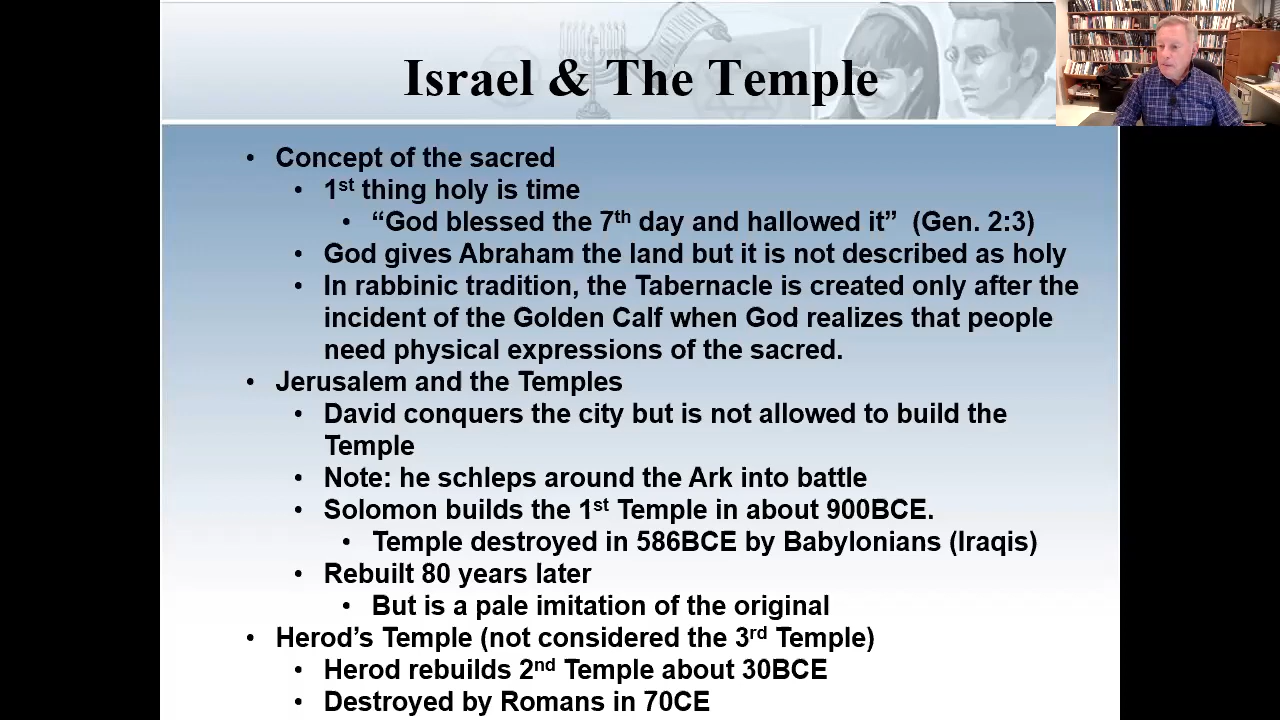 Israel & The Temple
• Concept of the sacred
• 1st thing holy is time
• “God blessed the 7th day and hallowed it” (Gen. 2:3)
• God gives Abraham the land but it is not described as holy
• In rabbinic tradition, the Tabernacle is created only after the
incident of the Golden Calf when God realizes that people
need physical expressions of the sacred.
• Jerusalem and the Temples
• David conquers the city but is not allowed to build the
Temple
• Note: he schleps around the Ark into battle
• Solomon builds the 1st Temple in about 900BCE.
• Temple destroyed in 586BCE by Babylonians (Iraqis)
• Rebuilt 80 years later
• But is a pale imitation of the original
• Herod’s Temple (not considered the 3rd Temple)
• Herod rebuilds 2nd Temple about 30BCE
• Destroyed by Romans in 70CE